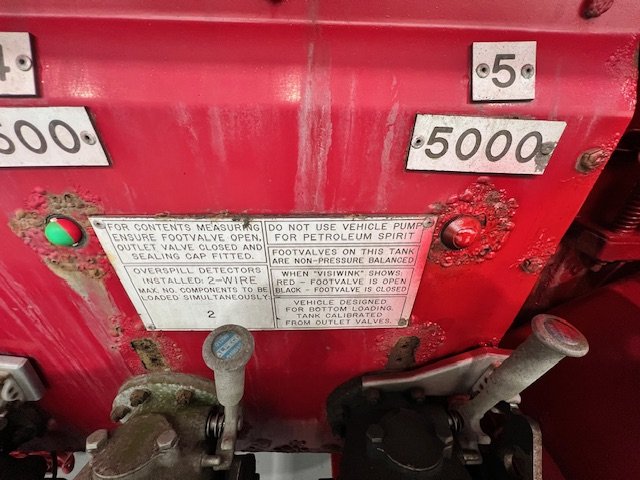 4
5
600
5000
FOR CONTENTS MEASURING
ENSURE FOOTVALVE OPEN,
OUTLET VALVE CLOSED AND
SEALING CAP FITTED.
OVERSPILL DETECTORS
INSTALLED: 2-WIRE
MAX. NO. COMPONENTS TO BE
LOADED SIMULTANEOUSLY.
2
DO NOT USE VEHICLE PUMP
FOR PETROLEUM SPIRIT
FOOTVALVES ON THIS TANK
ARE NON-PRESSURE BALANCED
WHEN "VISIWINK" SHOWS:
RED - FOOTVALVE IS OPEN
BLACK - FOOTVALVE IS CLOSED
VEHICLE DESIGNED
FOR BOTTOM LOADING.
TANK CALIBRATED
FROM OUTLET VALVES.